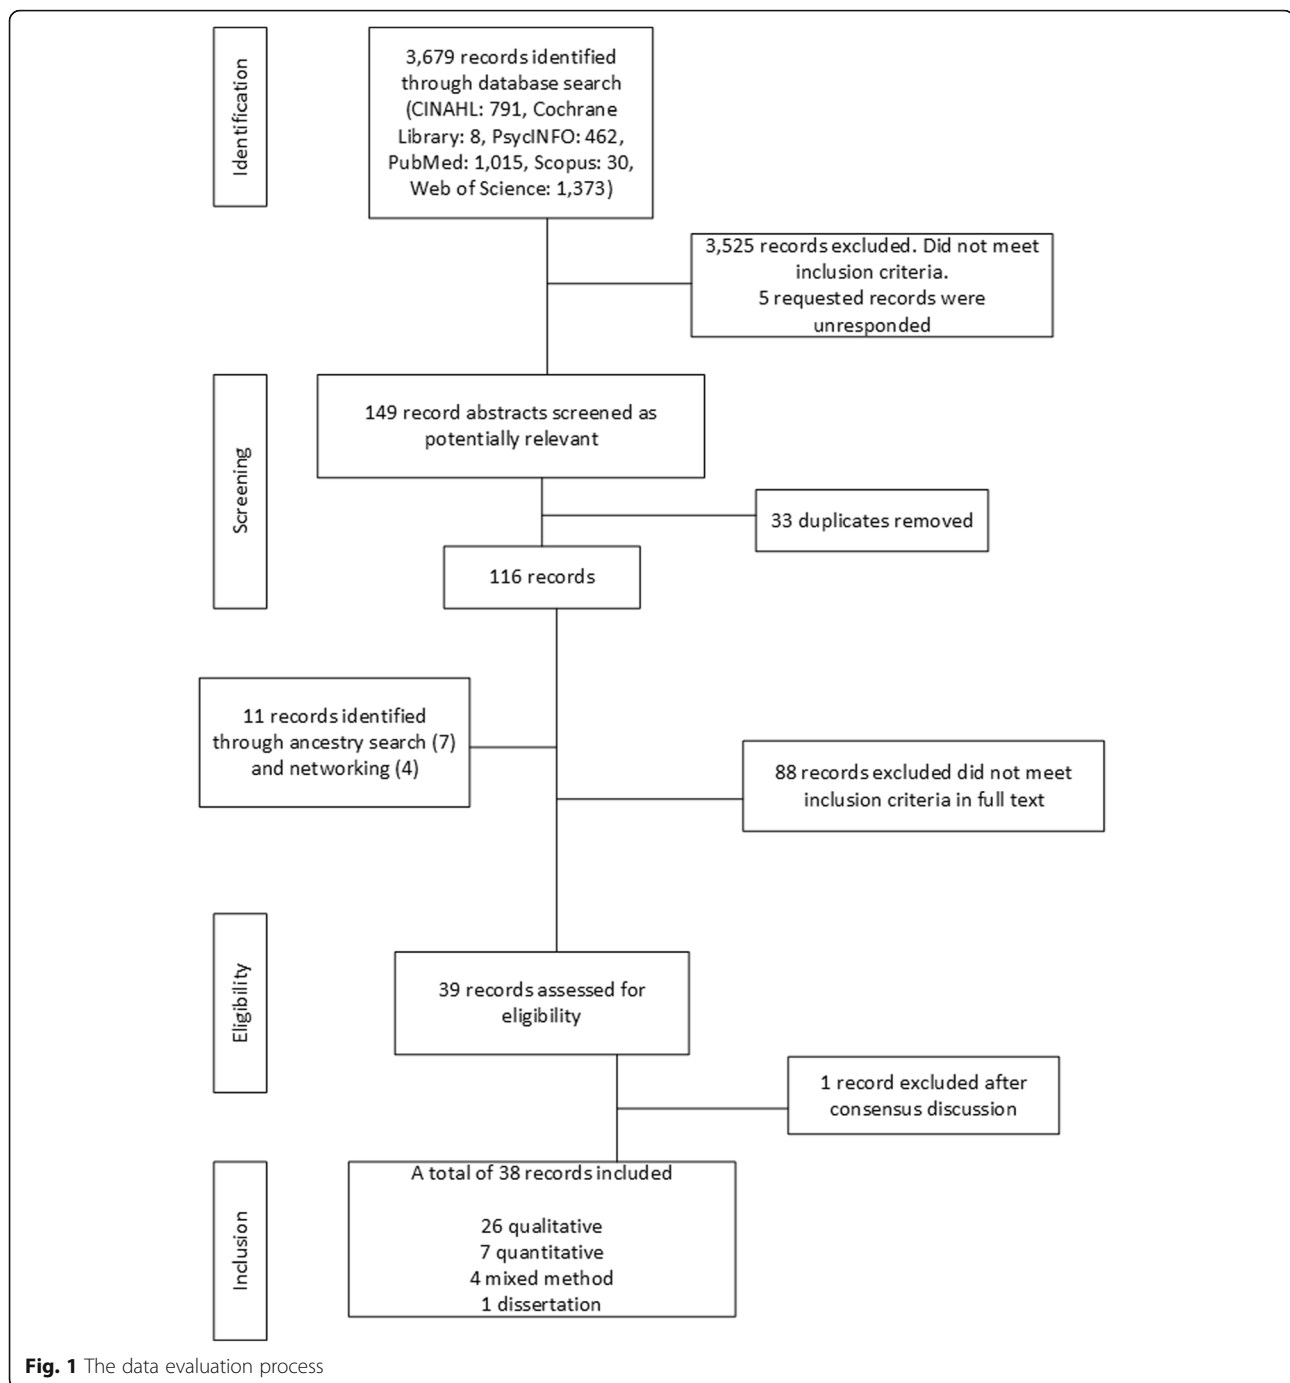 Identification
3,679 records identified
through database search
(CINAHL: 791, Cochrane
Library: 8, PsycINFO: 462,
PubMed: 1,015, Scopus: 30,
Web of Science: 1,373)
3,525 records excluded. Did not meet
inclusion criteria.
5 requested records were
unresponded
Screening
149 record abstracts screened as
potentially relevant
33 duplicates removed
116 records
11 records identified
through ancestry search (7)
and networking (4)
88 records excluded did not meet
inclusion criteria in full text
Eligibility
39 records assessed for
eligibility
1 record excluded after
consensus discussion
Inclusion
A total of 38 records included
26 qualitative
7 quantitative
4 mixed method
1 dissertation
Fig. 1 The data evaluation process